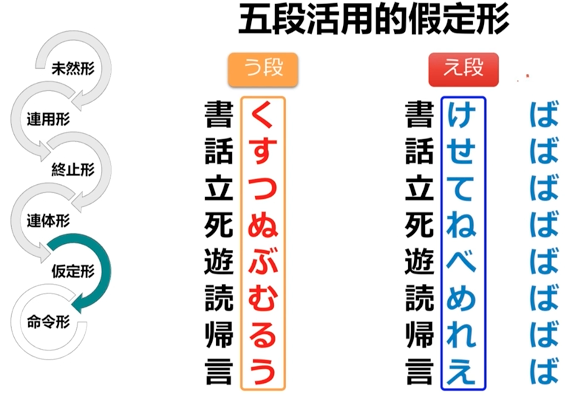 五段活用的假定形
未然形
連用形
終止形
連体形
仮定形
命令形
う段
え段
書く 書け ば
話す 話せ ば
立つ 立て ば
死ぬ 死ね ば
遊ぶ 遊べ ば
読む 読め ば
帰る 帰れ ば
言う 言え ば